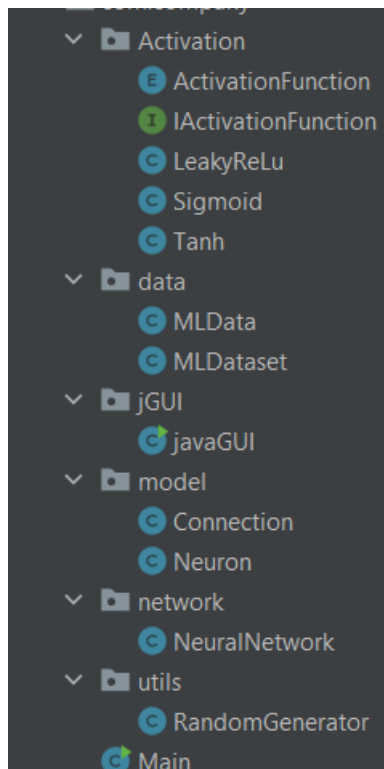 Activation
E ActivationFunction
I IActivationFunction
C LeakyReLu
C Sigmoid
C Tanh
data
C MLData
C MLDataset
jGUI
C javaGUI
model
C Connection
C Neuron
network
C NeuralNetwork
utils
C RandomGenerator
C Main